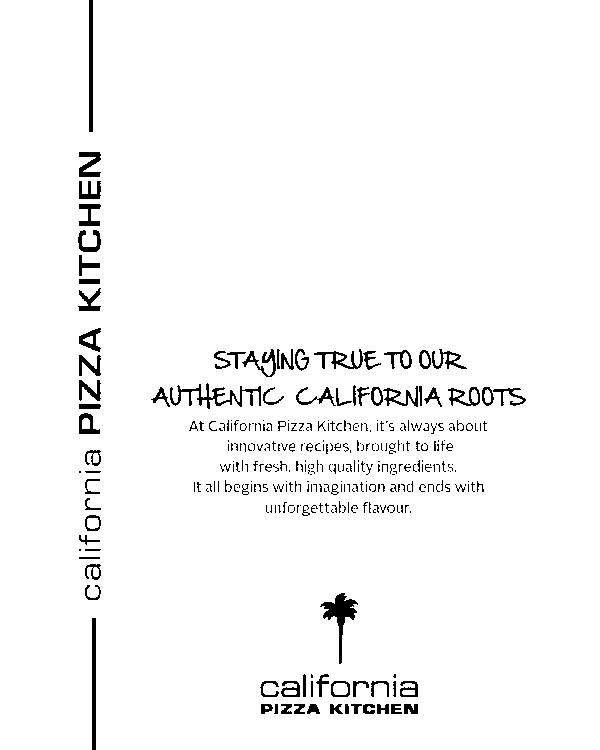 california PIZZA KITCHEN
STAYING TRUE TO OUR
AUTHENTIC CALIFORNIA ROOTS
At California Pizza Kitchen, it's always about
innovative recipes, brought to life
with fresh, high quality ingredients.
It all begins with imagination and ends with
unforgettable flavour.
california
PIZZA KITCHEN